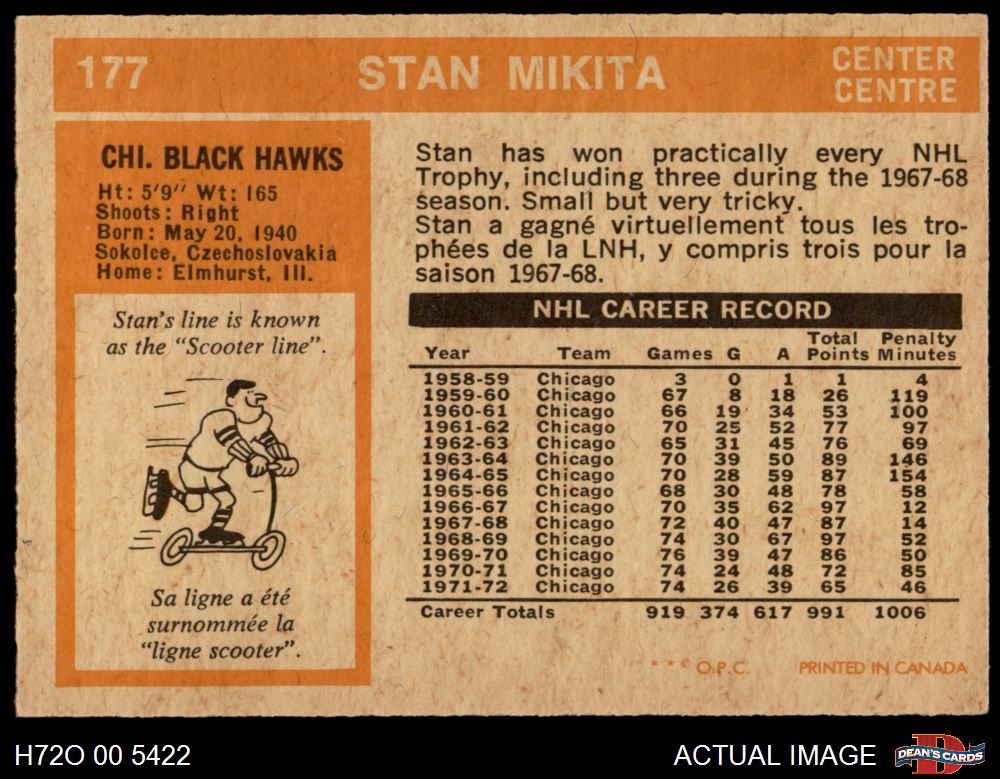 177 STAN MIKITA CENTER
CENTRE
CHI. BLACK HAWKS
Ht: 5'9" Wt: 165
Shoots: Right
Born: May 20, 1940
Sokolce, Czechoslovakia
Home: Elmhurst, Ill.
Stan's line is known
as the "Scooter line".
Sa ligne a été
surnommée la
"ligne scooter".
Stan has won practically every NHL
Trophy, including three during the 1967-68
season. Small but very tricky.
Stan a gagné virtuellement tous les tro-
phées de la LNH, y compris trois pour la
saison 1967-68.
NHL CAREER RECORD
Year Team Games G A Total Points Penalty Minutes
1958-59 Chicago 3 0 1 1 4
1959-60 Chicago 67 8 18 26 119
1960-61 Chicago 66 19 34 53 100
1961-62 Chicago 70 25 52 77 97
1962-63 Chicago 65 31 45 76 69
1963-64 Chicago 70 39 50 89 146
1964-65 Chicago 70 28 59 87 154
1965-66 Chicago 68 30 48 78 58
1966-67 Chicago 70 35 62 97 12
1967-68 Chicago 72 40 47 87 14
1968-69 Chicago 74 30 67 97 52
1969-70 Chicago 76 39 47 86 50
1970-71 Chicago 74 24 48 72 85
1971-72 Chicago 74 26 39 65 46
Career Totals 919 374 617 991 1006
**© O.P.C. PRINTED IN CANADA
H72O 00 5422 ACTUAL IMAGE DEAN'S CARDS